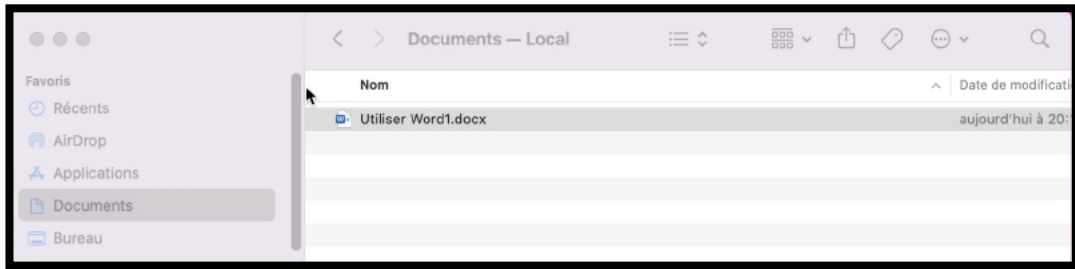 Documents — Local
Favoris
Récents
AirDrop
Applications
Documents
Bureau
Nom
Date de modificati
Utiliser Word1.docx
aujourd'hui à 20: